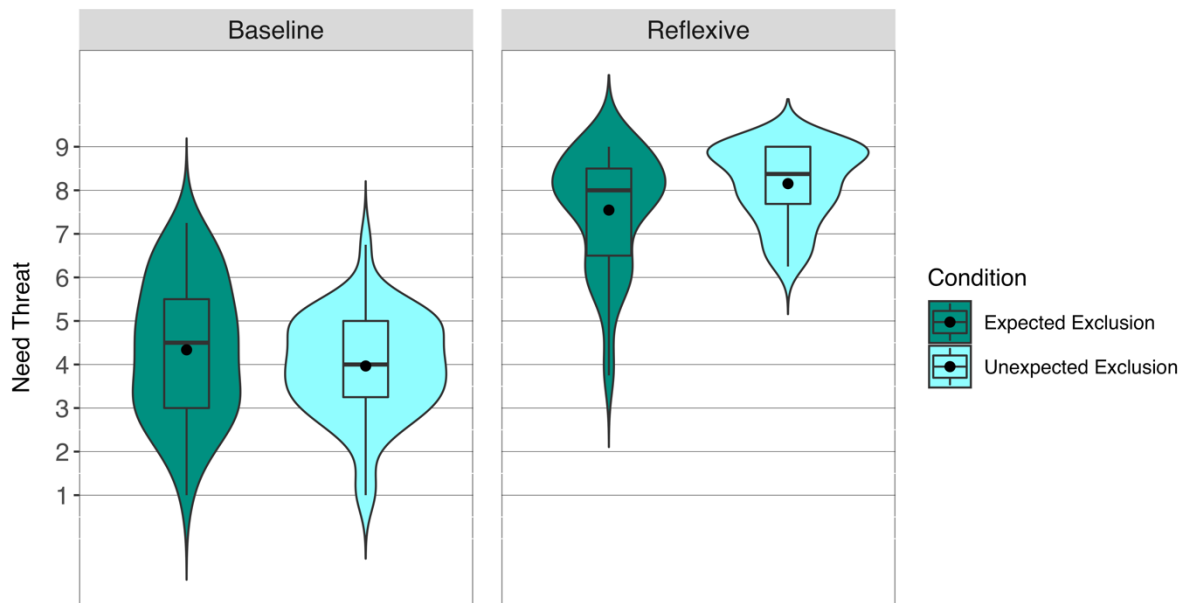 Baseline
Reflexive
Need Threat
9
8
7
6
5
4
3
2
1
Condition
Expected Exclusion
Unexpected Exclusion